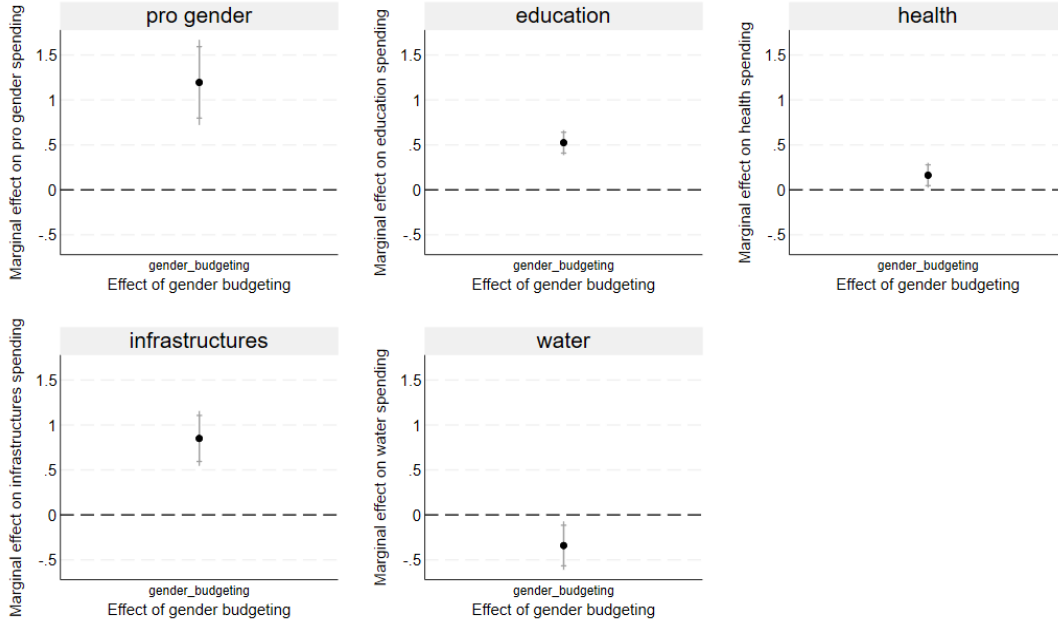 pro gender
Marginal effect on pro gender spending
1.5
1
.5
0
-.5
gender_budgeting
Effect of gender budgeting
education
Marginal effect on education spending
1.5
1
.5
0
-.5
gender_budgeting
Effect of gender budgeting
health
Marginal effect on health spending
1.5
1
.5
0
-.5
gender_budgeting
Effect of gender budgeting
infrastructures
Marginal effect on infrastructures spending
1.5
1
.5
0
-.5
gender_budgeting
Effect of gender budgeting
water
Marginal effect on water spending
1.5
1
.5
0
-.5
gender_budgeting
Effect of gender budgeting